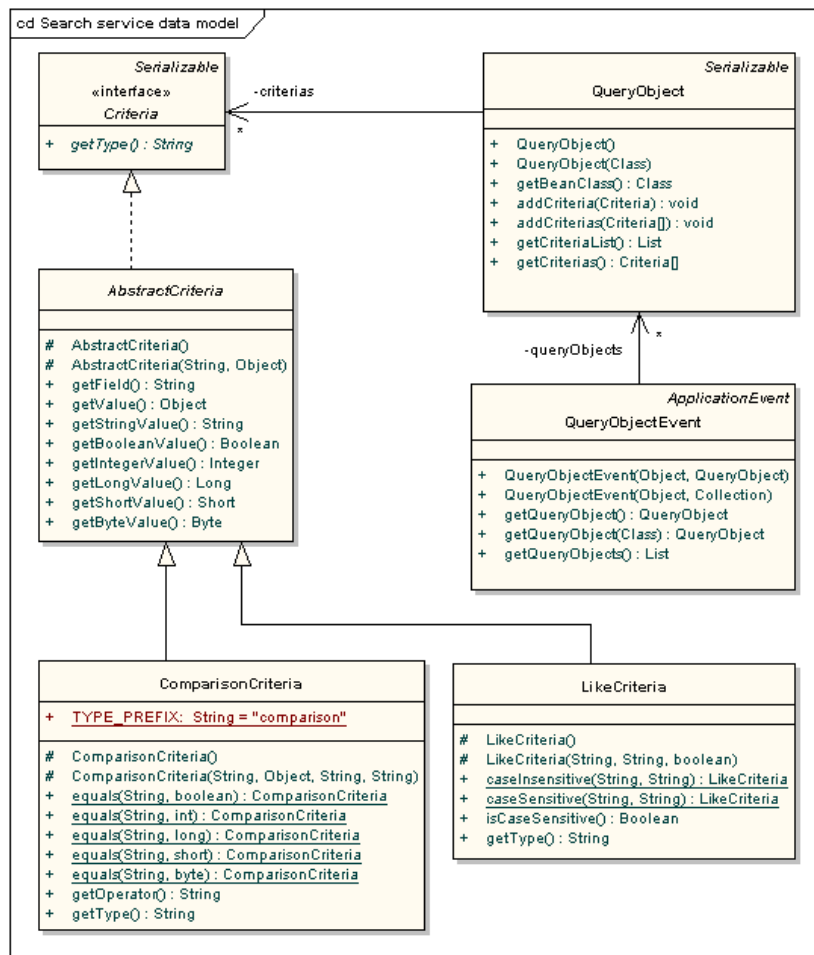 cd Search service data model
Serializable
«interface»
Criteria
+ getType() : String
-criterias
*
Serializable
QueryObject
+ QueryObject()
+ QueryObject(Class)
+ getBeanClass() : Class
+ addCriteria(Criteria) : void
+ addCriterias(Criteria[]) : void
+ getCriteriaList() : List
+ getCriterias() : Criteria[]
AbstractCriteria
# AbstractCriteria()
# AbstractCriteria(String, Object)
+ getField() : String
+ getValue() : Object
+ getStringValue() : String
+ getBooleanValue() : Boolean
+ getIntegerValue() : Integer
+ getLongValue() : Long
+ getShortValue() : Short
+ getByteValue() : Byte
-queryObjects
*
ApplicationEvent
QueryObjectEvent
+ QueryObjectEvent(Object, QueryObject)
+ QueryObjectEvent(Object, Collection)
+ getQueryObject() : QueryObject
+ getQueryObject(Class) : QueryObject
+ getQueryObjects() : List
ComparisonCriteria
+ TYPE_PREFIX: String = "comparison"
# ComparisonCriteria()
# ComparisonCriteria(String, Object, String, String)
+ equals(String, boolean) : ComparisonCriteria
+ equals(String, int) : ComparisonCriteria
+ equals(String, long) : ComparisonCriteria
+ equals(String, short) : ComparisonCriteria
+ equals(String, byte) : ComparisonCriteria
+ getOperator() : String
+ getType() : String
LikeCriteria
# LikeCriteria()
# LikeCriteria(String, String, boolean)
+ caseInsensitive(String, String) : LikeCriteria
+ caseSensitive(String, String) : LikeCriteria
+ isCaseSensitive() : Boolean
+ getType() : String